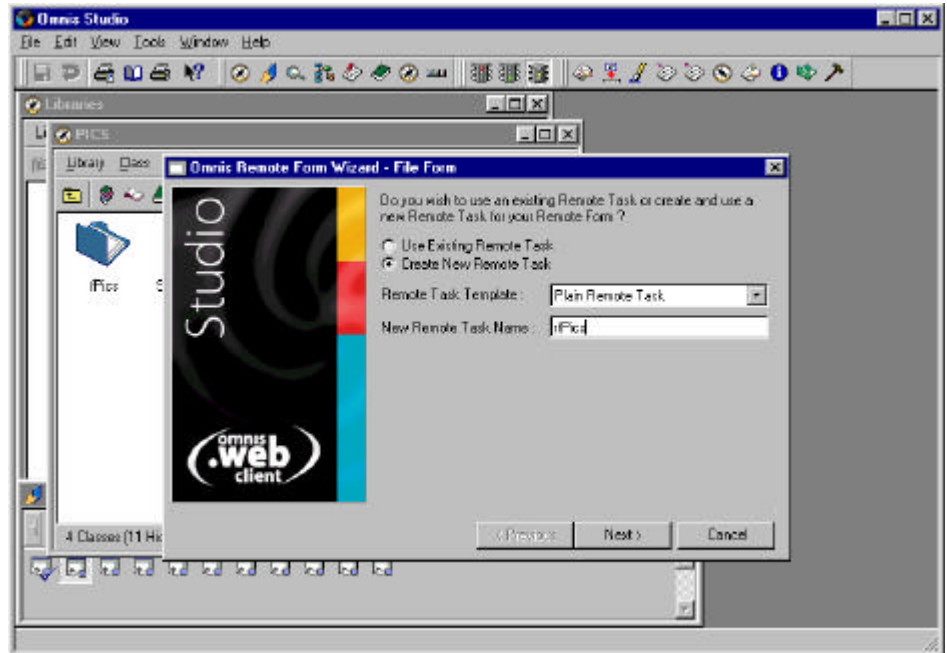 Omnis Studio
File Edit View Tools Window Help
Libraries
PICS
Library Class
Omnis Remote Form Wizard - File Form
Studio
Do you wish to use an existing Remote Task or create and use a
new Remote Task for your Remote Form ?
Use Existing Remote Task
Create New Remote Task
Remote Task Template : Plain Remote Task
New Remote Task Name :
fPics
omnis
.web
client
4 Classes (11 Hi
< Previous Next > Cancel